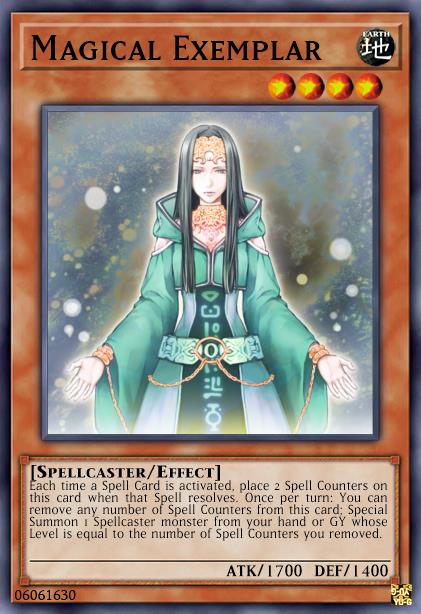 Magical Exemplar
EARTH
地
[Spellcaster/Effect]
Each time a Spell Card is activated, place 2 Spell Counters on
this card when that Spell resolves. Once per turn: You can
remove any number of Spell Counters from this card; Special
Summon 1 Spellcaster monster from your hand or GY whose
Level is equal to the number of Spell Counters you removed.
ATK/1700 DEF/1400
06061630